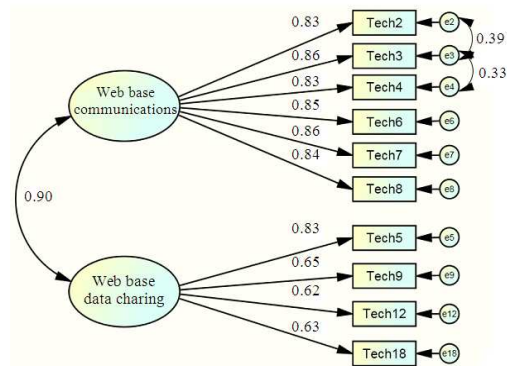 0.83
Tech2
e2
0.39
0.86
Tech3
e3
0.33
0.83
Tech4
e4
Web base
communications
0.85
Tech6
e6
0.86
Tech7
e7
0.84
Tech8
e8
0.90
0.83
Tech5
e5
0.65
Tech9
e9
Web base
data charing
0.62
Tech12
e12
0.63
Tech18
e18